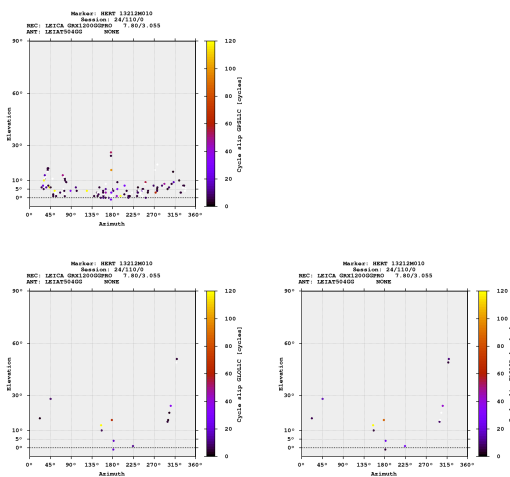 Marker: HERT 13212M010
Session: 24/110/0
REC: LEICA GRX1200GGPRO 7.80/3.055
ANT: LEIAT504GG NONE
90°
60°
30°
10°
5°
0°
Elevation
0° 45° 90° 135° 180° 225° 270° 315° 360°
Azimuth
120
100
80
60
40
20
0
Cycle slip GPSL1C [cycles]
Marker: HERT 13212M010
Session: 24/110/0
REC: LEICA GRX1200GGPRO 7.80/3.055
ANT: LEIAT504GG NONE
90°
60°
30°
10°
5°
0°
Elevation
0° 45° 90° 135° 180° 225° 270° 315° 360°
Azimuth
120
100
80
60
40
20
0
Cycle slip GLOL1C [cycles]
Marker: HERT 13212M010
Session: 24/110/0
REC: LEICA GRX1200GGPRO 7.80/3.055
ANT: LEIAT504GG NONE
90°
60°
30°
10°
5°
0°
Elevation
0° 45° 90° 135° 180° 225° 270° 315° 360°
Azimuth
120
100
80
60
40
20
0